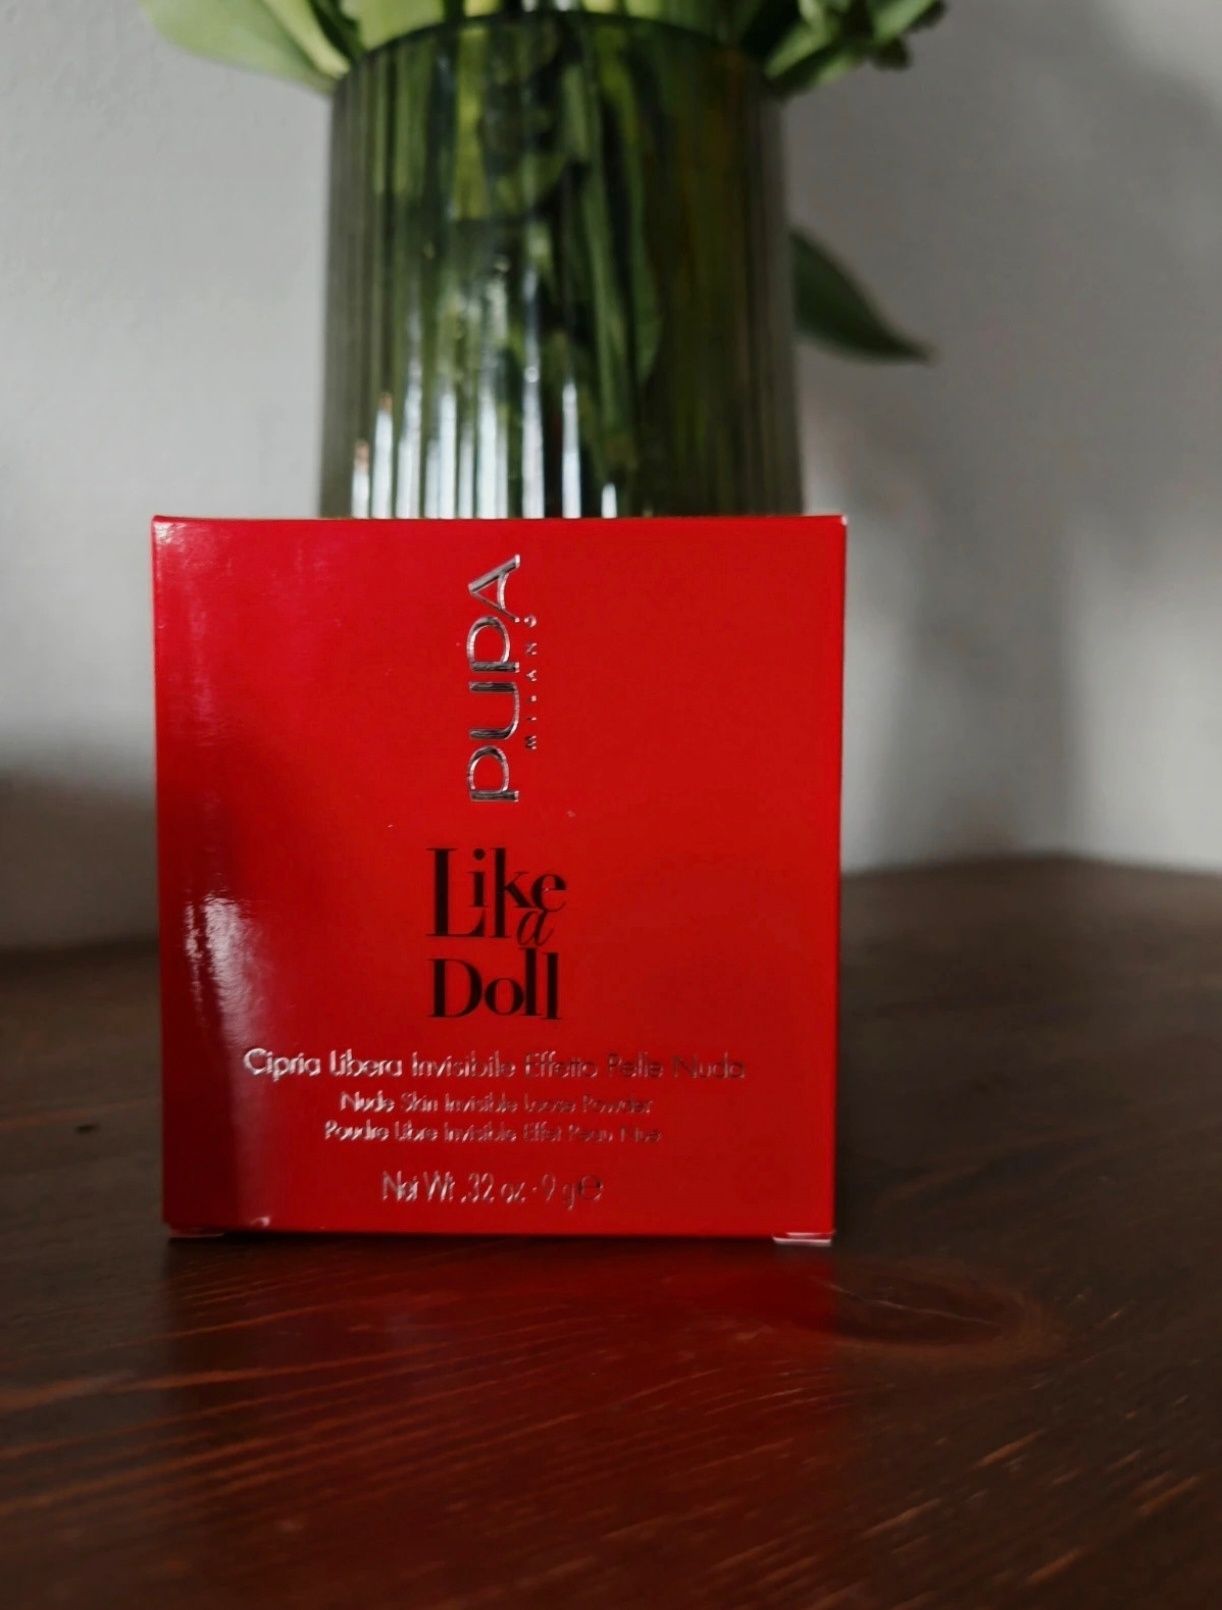 PUPA
MILANO
Like
a
Doll
Cipria Libera Invisibile Effetto Pelle Nuda
Nude Skin Invisible Loose Powder
Poudre Libre Invisible Effet Peau Nue
Net Wt .32 oz - 9 g ℮